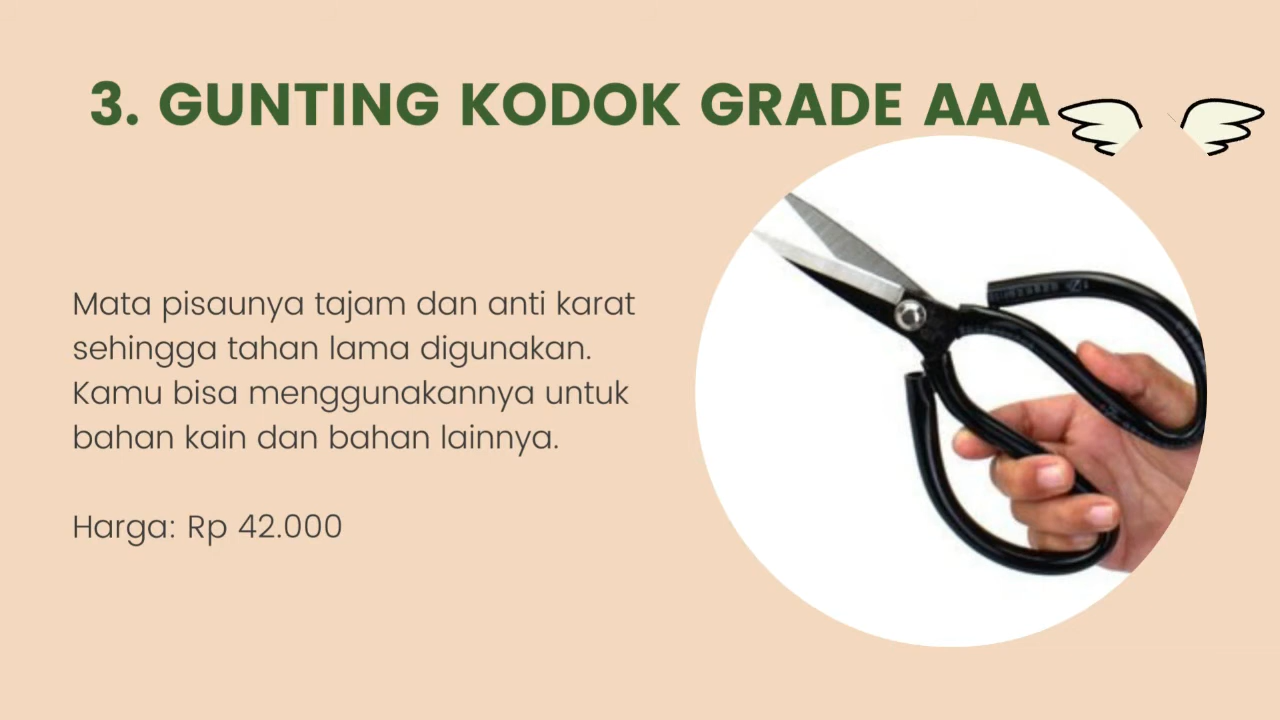 3. GUNTING KODOK GRADE AAA
Mata pisaunya tajam dan anti karat
sehingga tahan lama digunakan.
Kamu bisa menggunakannya untuk
bahan kain dan bahan lainnya.
Harga: Rp 42.000